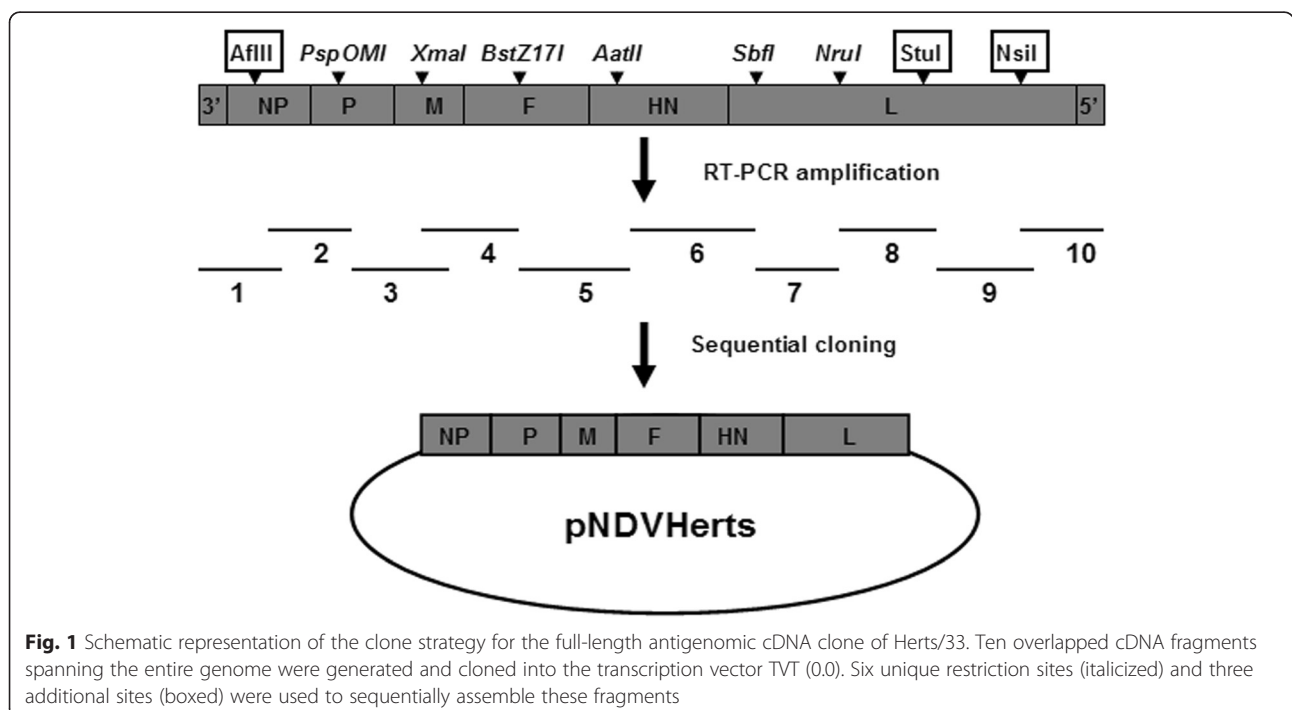 AflII PspOMI XmaI BstZ17I AatII SbfI NruI StuI NsiI
3' NP P M F HN L 5'
RT-PCR amplification
2 4 6 8 10
1 3 5 7 9
Sequential cloning
NP P M F HN L
pNDVHerts
Fig. 1 Schematic representation of the clone strategy for the full-length antigenomic cDNA clone of Herts/33. Ten overlapped cDNA fragments
spanning the entire genome were generated and cloned into the transcription vector TVT (0.0). Six unique restriction sites (italicized) and three
additional sites (boxed) were used to sequentially assemble these fragments